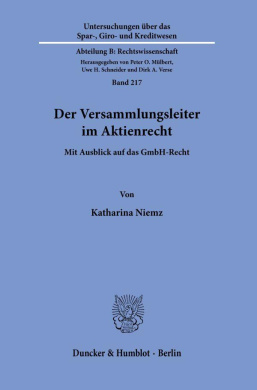 Untersuchungen über das
Spar-, Giro- und Kreditwesen
Abteilung B: Rechtswissenschaft
Herausgegeben von Peter O. Mülbert,
Uwe H. Schneider und Dirk A. Verse
Band 217
Der Versammlungsleiter
im Aktienrecht
Mit Ausblick auf das GmbH-Recht
Von
Katharina Niemz
Duncker & Humblot · Berlin